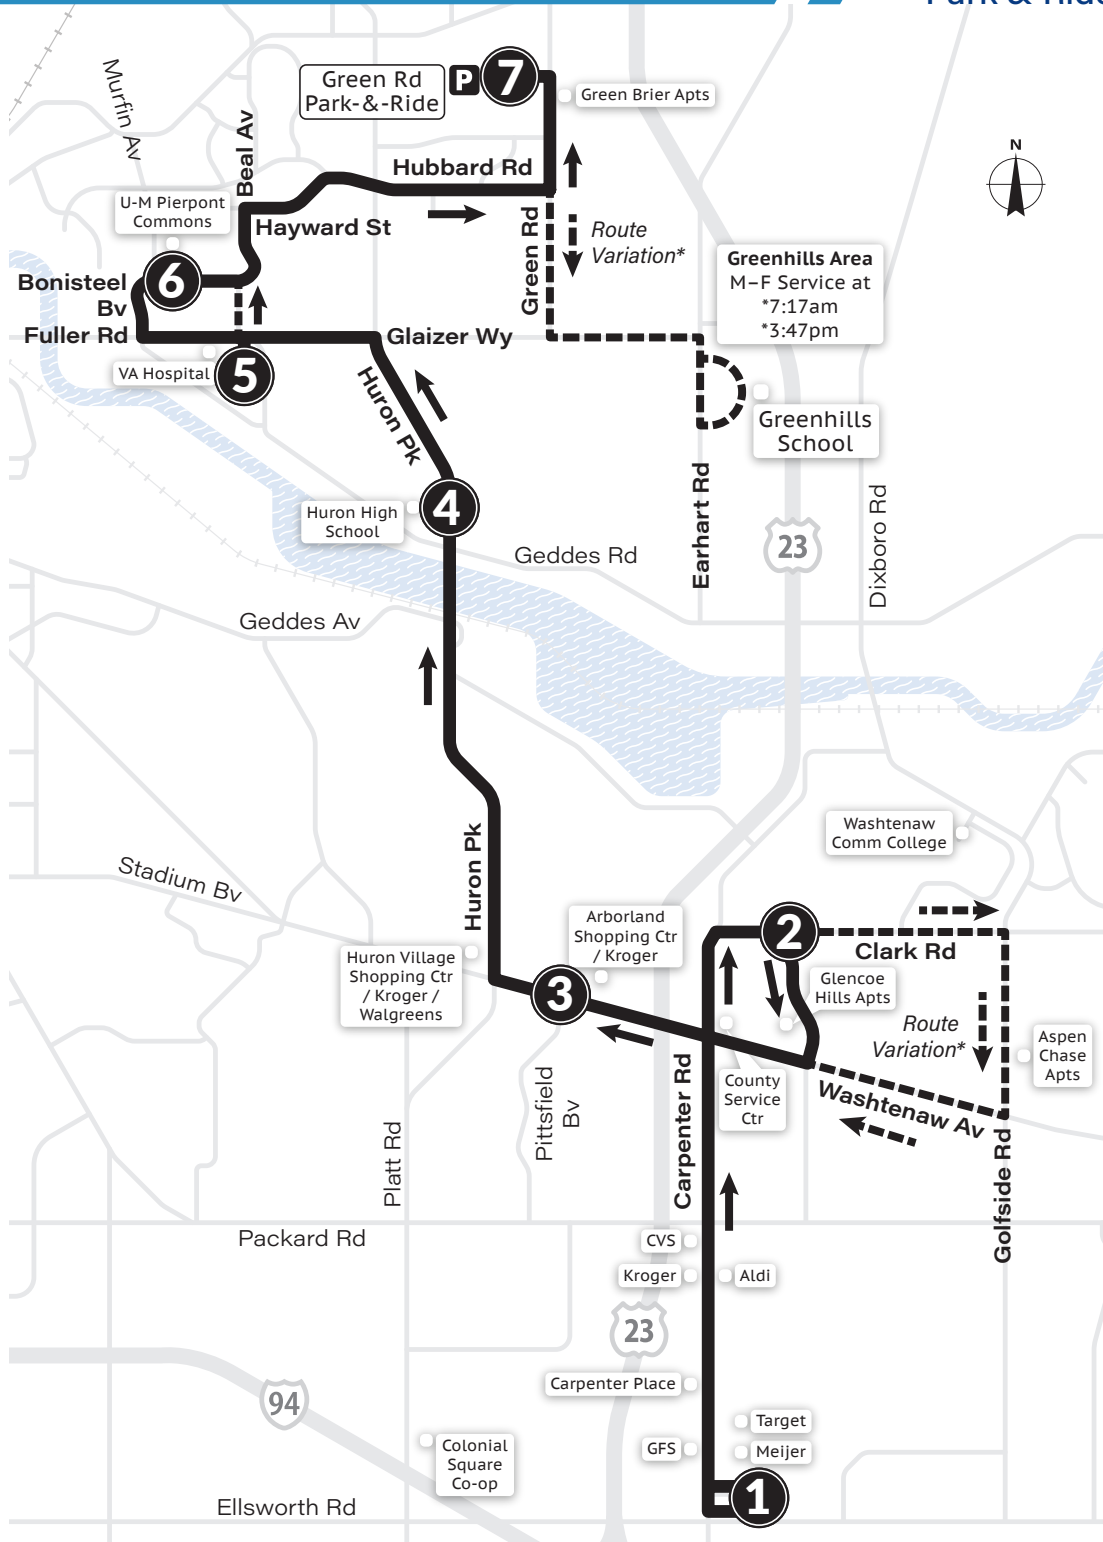 Park & Ride
Murfin Av
Beal Av
Green Rd
Park-&-Ride
P
7
Green Brier Apts
N
Hubbard Rd
U-M Pierpont
Commons
Hayward St
Green Rd
Route
Variation*
Greenhills Area
M–F Service at
*7:17am
*3:47pm
Bonisteel
Bv
6
Fuller Rd
Glaizer Wy
VA Hospital
5
Huron Pk
Greenhills
School
Earhart Rd
Dixboro Rd
4
Huron High
School
Geddes Rd
23
Geddes Av
Washtenaw
Comm College
Huron Pk
Stadium Bv
Arborland
Shopping Ctr
/ Kroger
2
Clark Rd
Huron Village
Shopping Ctr
/ Kroger /
Walgreens
3
Glencoe
Hills Apts
Route
Variation*
Aspen
Chase
Apts
County
Service
Ctr
Washtenaw Av
Pittsfield
Bv
Platt Rd
Carpenter Rd
Golfside Rd
Packard Rd
CVS
Kroger
Aldi
23
Carpenter Place
94
Target
GFS
Meijer
Colonial
Square
Co-op
1
Ellsworth Rd